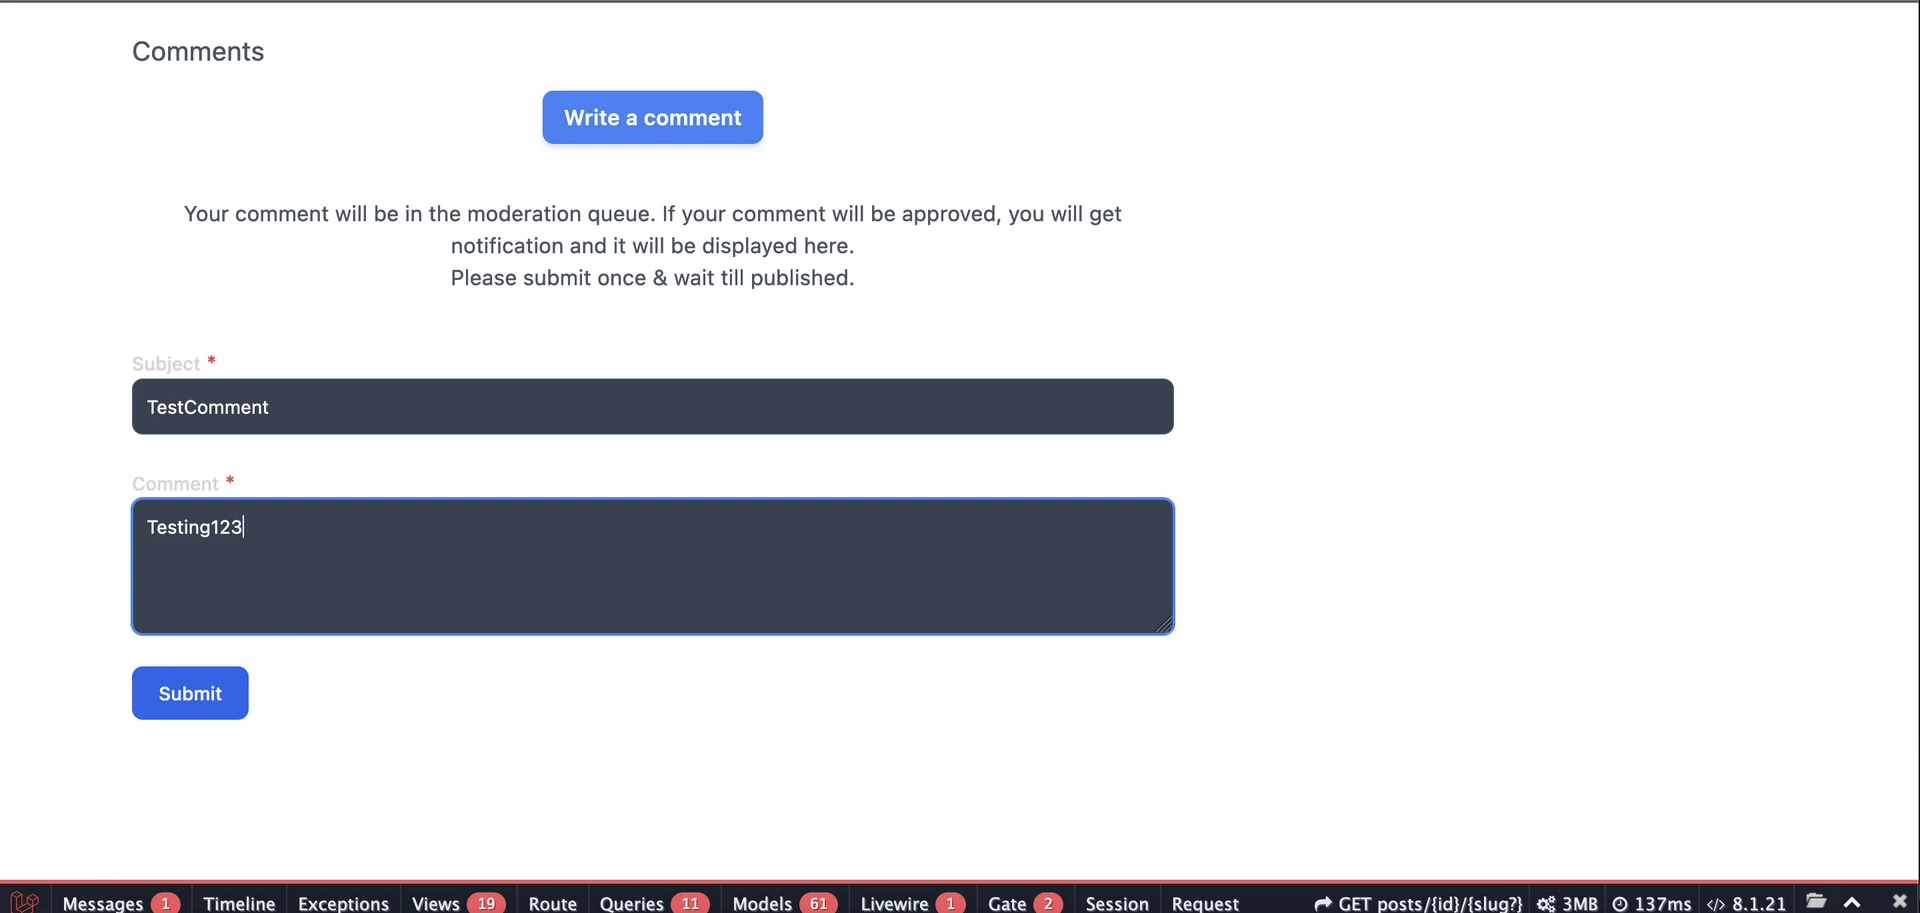 Comments
Write a comment
Your comment will be in the moderation queue. If your comment will be approved, you will get
notification and it will be displayed here.
Please submit once & wait till published.
Subject *
TestComment
Comment *
Testing123
Submit
Messages 1 Timeline Exceptions Views 19 Route Queries 11 Models 61 Livewire 1 Gate 2 Session Request GET posts/{id}/{slug?} 3MB 137ms </> 8.1.21